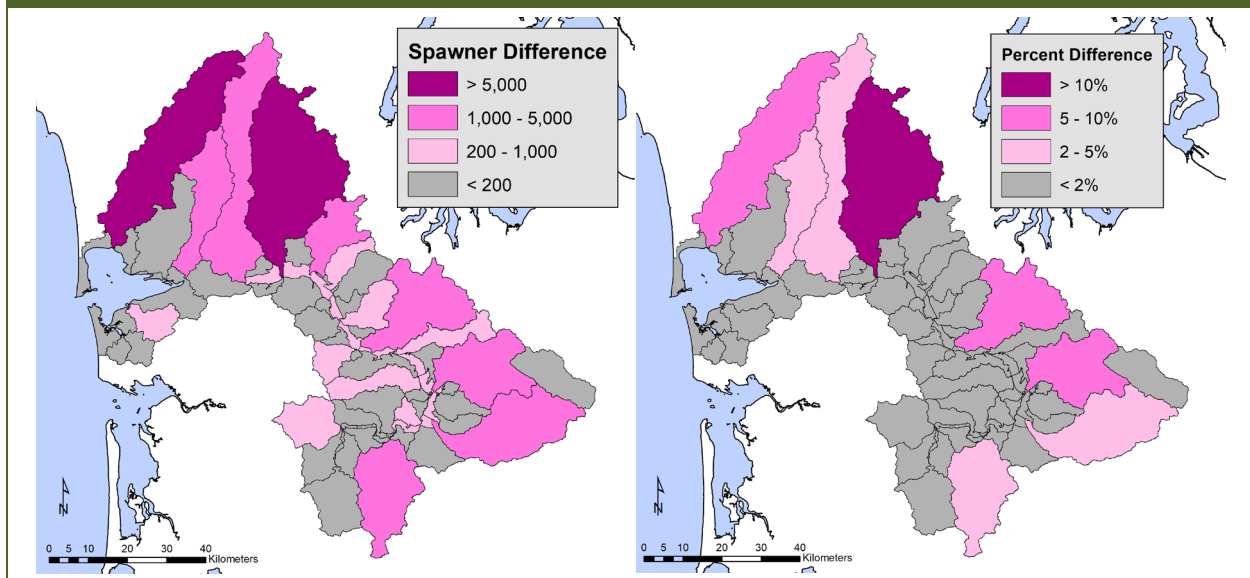 Spawner Difference
> 5,000
1,000 - 5,000
200 - 1,000
< 200
N
0 5 10 20 30 40
Kilometers
Percent Difference
> 10%
5 - 10%
2 - 5%
< 2%
N
0 5 10 20 30 40
Kilometers